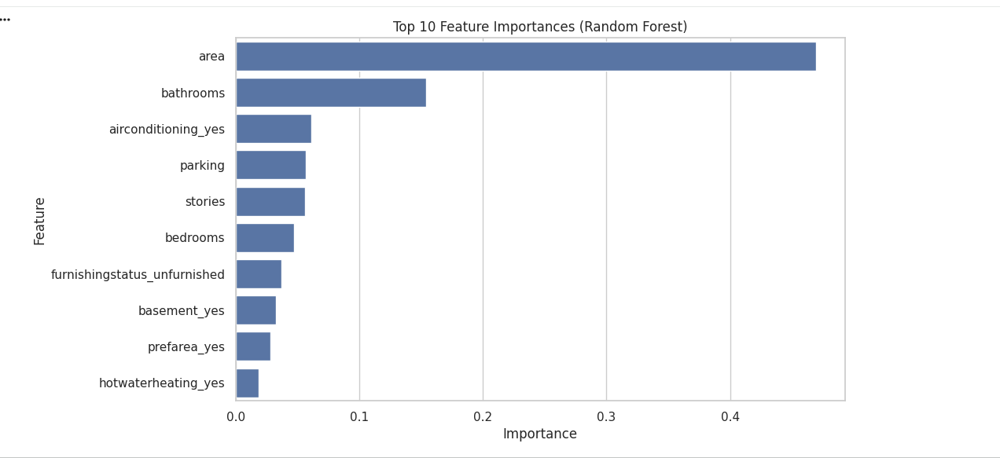 ...
Top 10 Feature Importances (Random Forest)
area
bathrooms
airconditioning_yes
parking
stories
Feature
bedrooms
furnishingstatus_unfurnished
basement_yes
prefarea_yes
hotwaterheating_yes
0.0 0.1 0.2 0.3 0.4
Importance